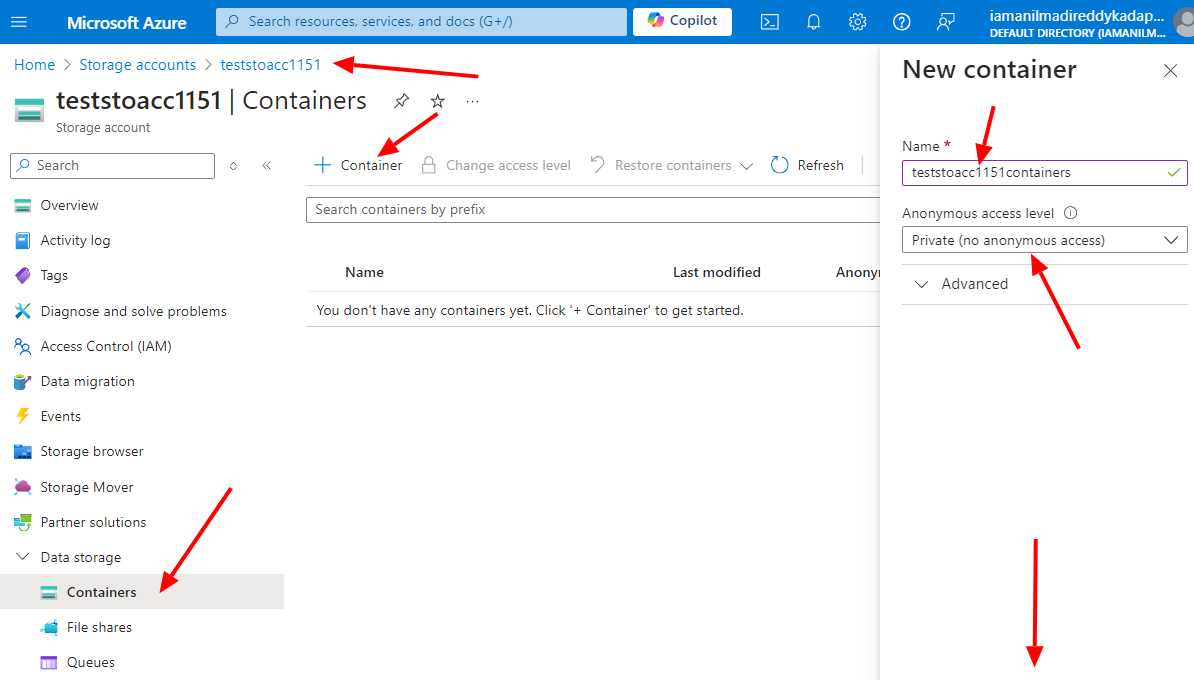 Microsoft Azure
Search resources, services, and docs (G+/)
Copilot
iamanilmadireddykadap...
DEFAULT DIRECTORY (IAMANILM...
Home > Storage accounts > teststoacc1151
teststoacc1151 | Containers
...
Storage account
Search
Overview
Activity log
Tags
Diagnose and solve problems
Access Control (IAM)
Data migration
Events
Storage browser
Storage Mover
Partner solutions
Data storage
Containers
File shares
Queues
+ Container
Change access level
Restore containers
Refresh
Search containers by prefix
Name Last modified Anony
You don't have any containers yet. Click '+ Container' to get started.
New container
Name *
teststoacc1151containers
Anonymous access level
Private (no anonymous access)
Advanced